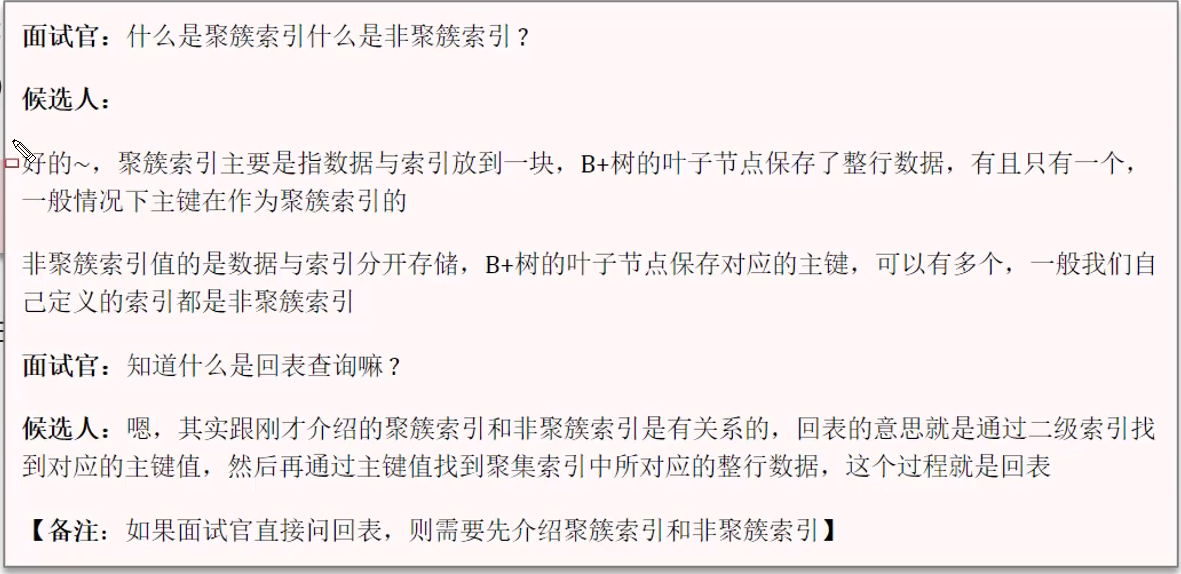 面试官：什么是聚簇索引什么是非聚簇索引？
候选人：
好的~，聚簇索引主要是指数据与索引放到一块，B+树的叶子节点保存了整行数据，有且只有一个，
一般情况下主键在作为聚簇索引的
非聚簇索引值的是数据与索引分开存储，B+树的叶子节点保存对应的主键，可以有多个，一般我们自
己定义的索引都是非聚簇索引
面试官：知道什么是回表查询嘛？
候选人：嗯，其实跟刚才介绍的聚簇索引和非聚簇索引是有关系的，回表的意思就是通过二级索引找
到对应的主键值，然后再通过主键值找到聚集索引中所对应的整行数据，这个过程就是回表
【备注：如果面试官直接问回表，则需要先介绍聚簇索引和非聚簇索引】